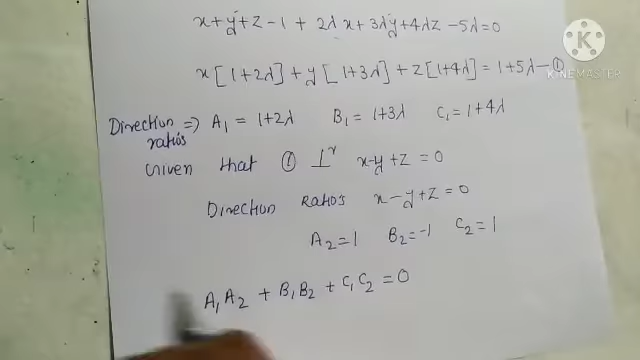 x+y+z-1 + 2λx+3λy+4λz-5λ=0
x[1+2λ]+y[1+3λ]+z[1+4λ]=1+5λ-①
KINEMASTER
Direction ratios ⇒ A₁ = 1+2λ B₁ = 1+3λ C₁ = 1+4λ
Given that ① ⊥ʳ x-y+z=0
Direction Ratios x-y+z=0
A₂=1 B₂=-1 C₂=1
A₁A₂ + B₁B₂ + C₁C₂ = 0